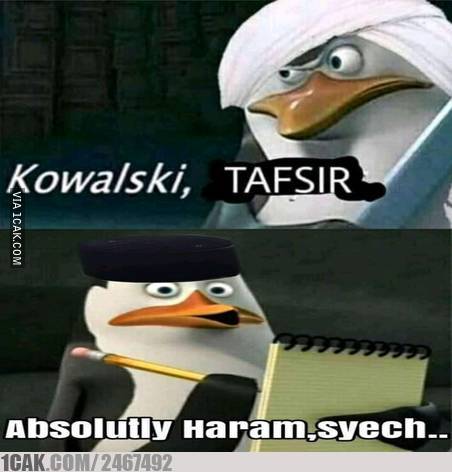 Kowalski, TAFSIR
VIA 1CAK.COM
Absolutly Haram,syech..
1CAK.COM/2467492